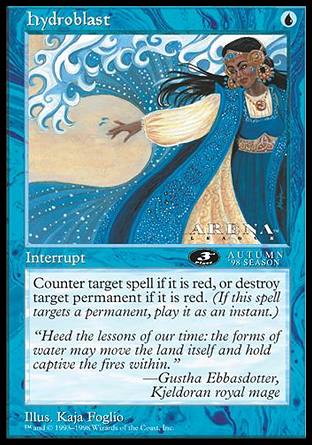 Hydroblast
ARENA
LEAGUE
Interrupt
3
Place
AUTUMN
'98 SEASON
Counter target spell if it is red, or destroy
target permanent if it is red. (If this spell
targets a permanent, play it as an instant.)
“Heed the lessons of our time: the forms of
water may move the land itself and hold
captive the fires within.”
—Gustha Ebbasdotter,
Kjeldoran royal mage
Illus. Kaja Foglio
™ and © 1993–1998 Wizards of the Coast, Inc.